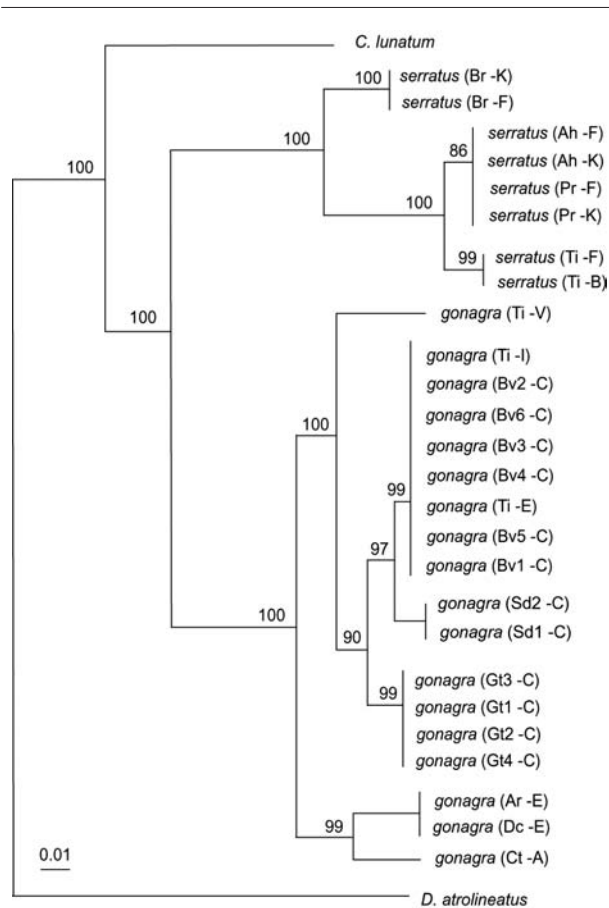 C. lunatum
100
serratus (Br -K)
serratus (Br -F)
100
serratus (Ah -F)
86
serratus (Ah -K)
100
serratus (Pr -F)
100
serratus (Pr -K)
99
serratus (Ti -F)
serratus (Ti -B)
100
gonagra (Ti -V)
gonagra (Ti -I)
gonagra (Bv2 -C)
gonagra (Bv6 -C)
100
gonagra (Bv3 -C)
gonagra (Bv4 -C)
99
gonagra (Ti -E)
gonagra (Bv5 -C)
97
gonagra (Bv1 -C)
100
gonagra (Sd2 -C)
gonagra (Sd1 -C)
90
gonagra (Gt3 -C)
99
gonagra (Gt1 -C)
gonagra (Gt2 -C)
gonagra (Gt4 -C)
gonagra (Ar -E)
99
gonagra (Dc -E)
0.01
gonagra (Ct -A)
D. atrolineatus